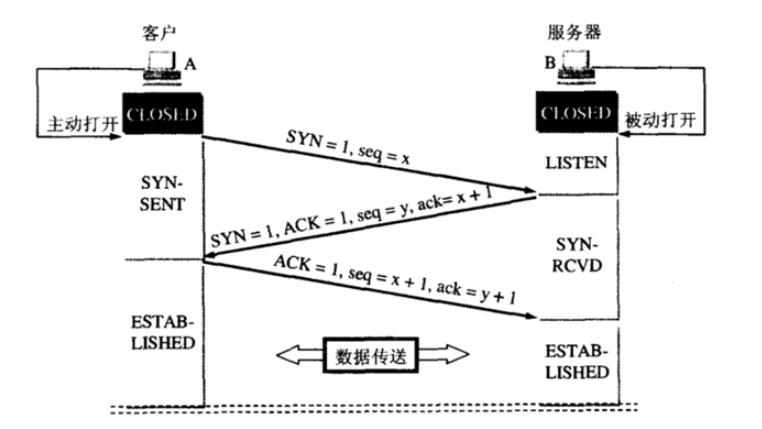 客户
服务器
A
B
CLOSED
CLOSED
主动打开
被动打开
SYN = 1, seq = x
LISTEN
SYN-
SENT
SYN = 1, ACK = 1, seq = y, ack= x + 1
SYN-
RCVD
ACK = 1, seq = x + 1, ack = y + 1
ESTAB-
LISHED
数据传送
ESTAB-
LISHED